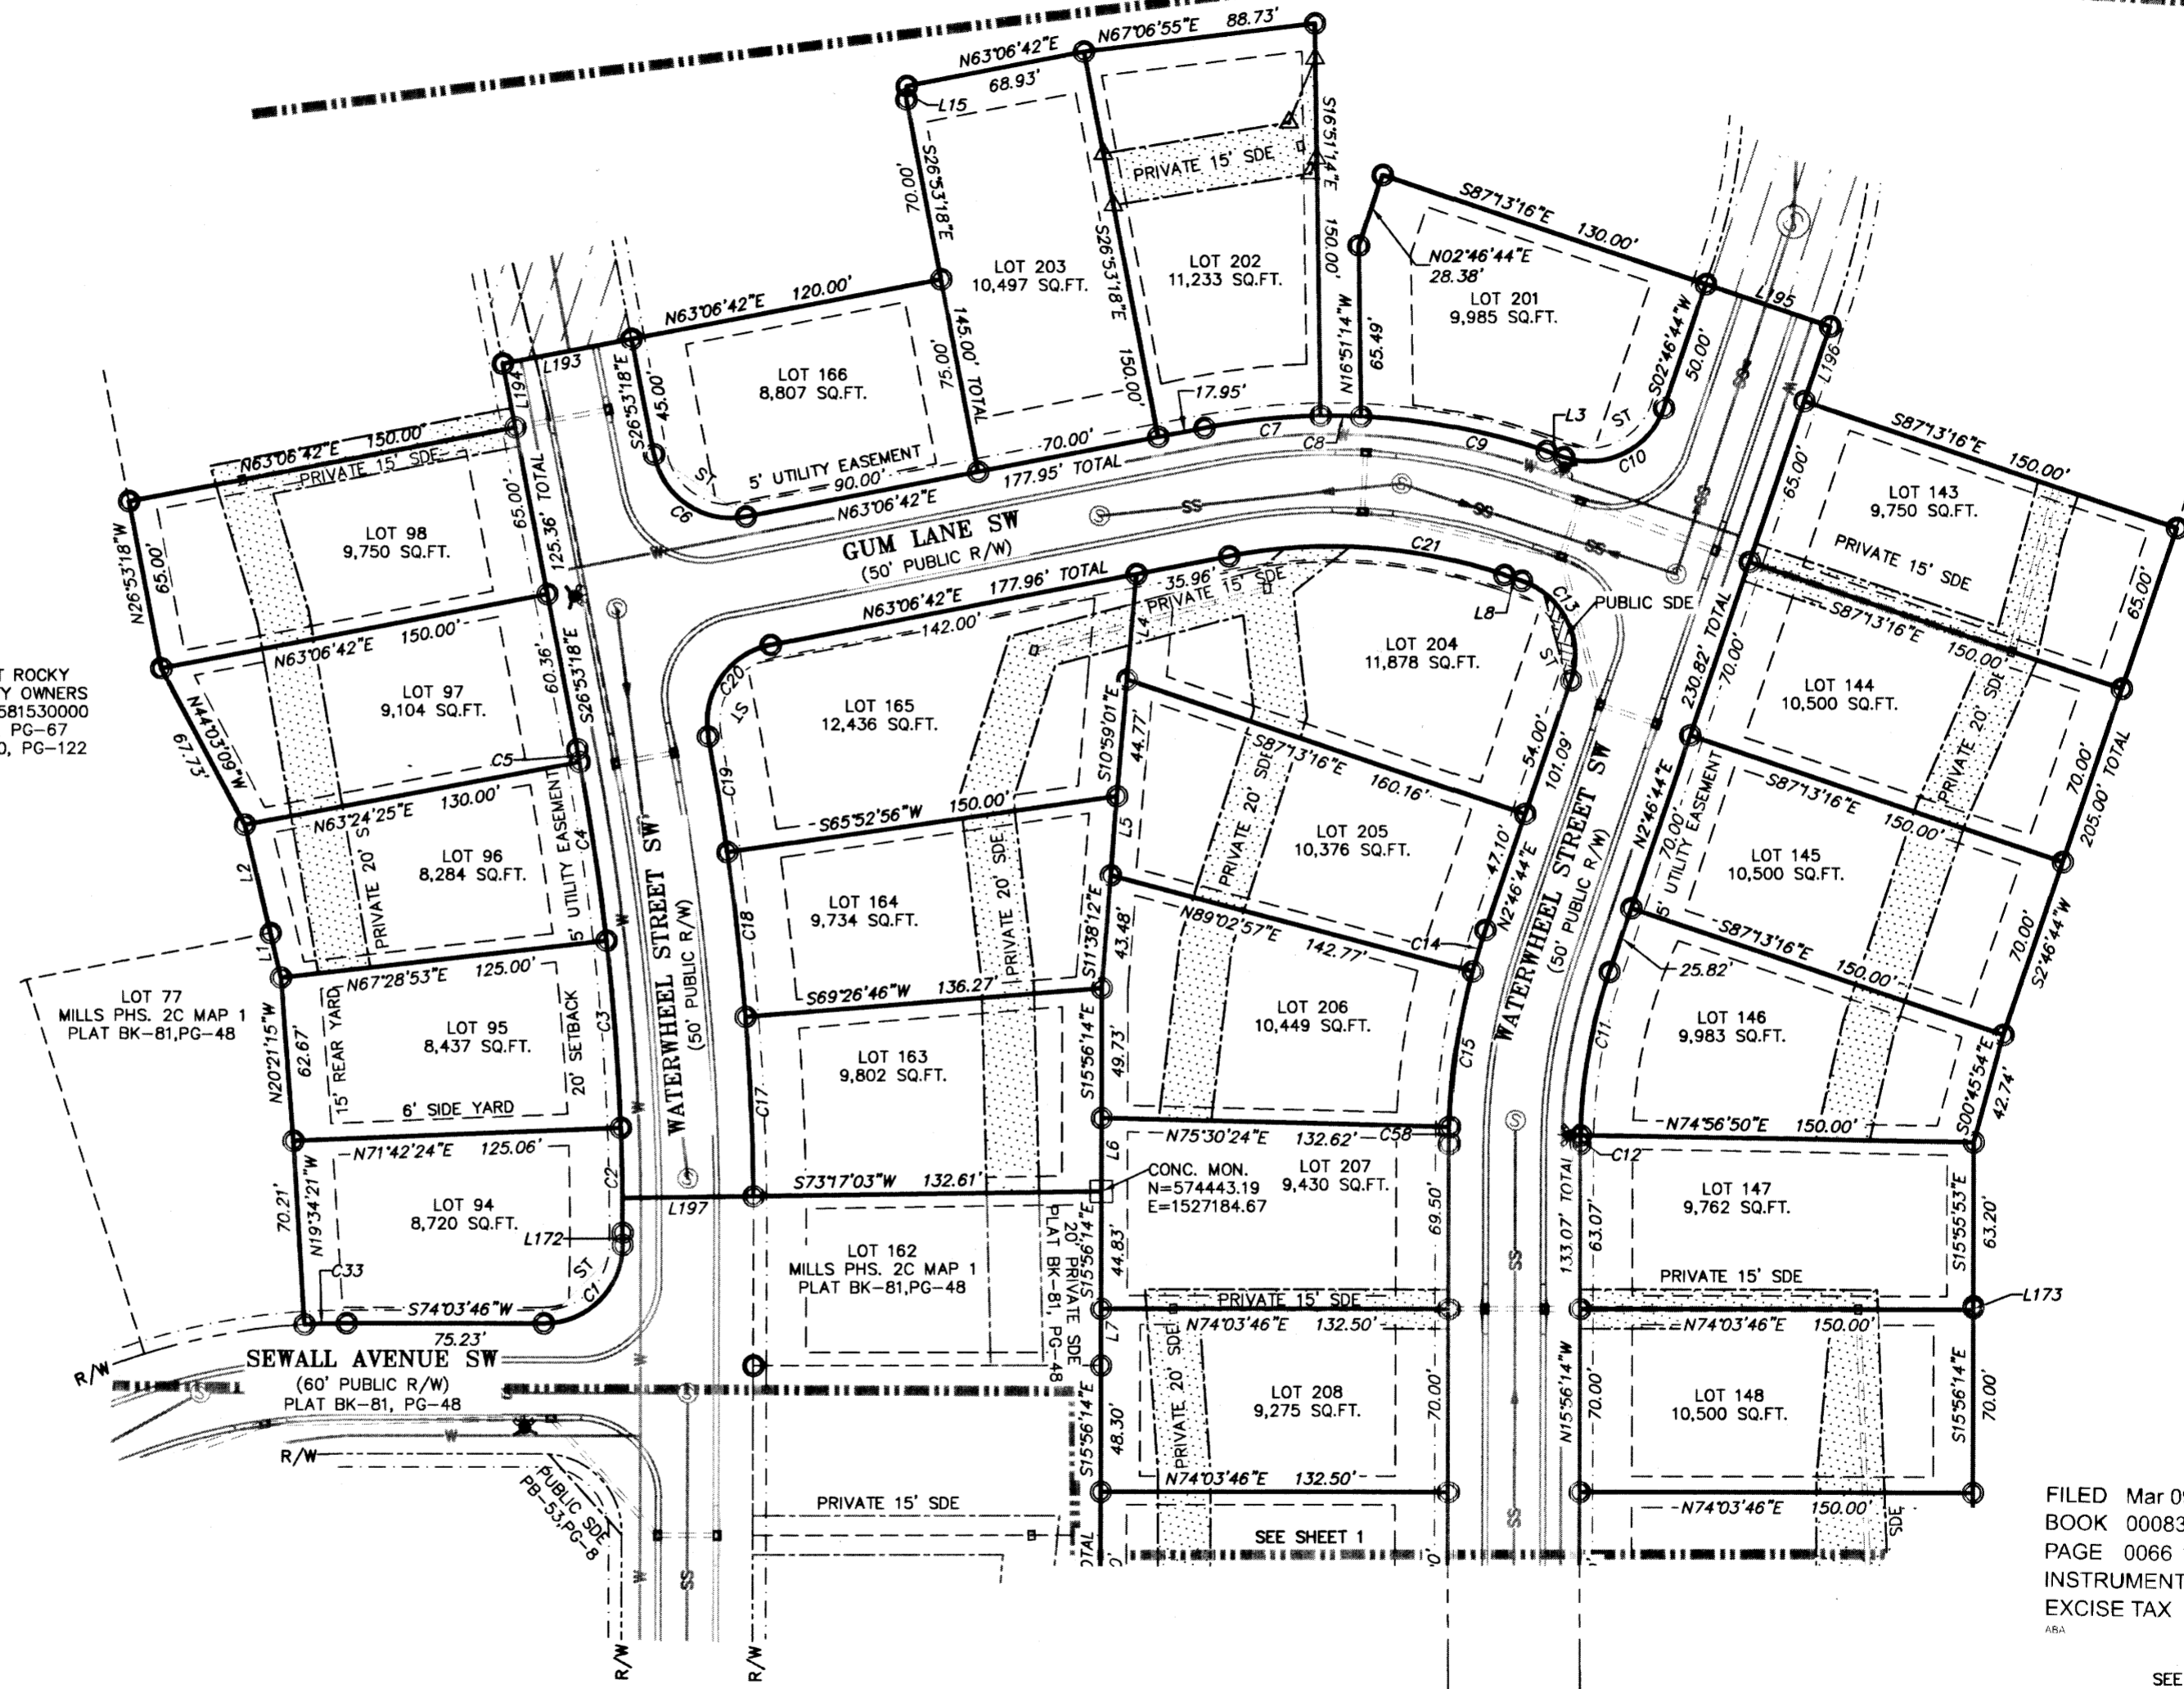 N63°06'42"E
68.93'
N67°06'55"E 88.73'
L15
S26°53'18"E
70.00'
LOT 203
10,497 SQ.FT.
145.00' TOTAL
75.00'
PRIVATE 15' SDE
S26°53'18"E
150.00'
LOT 202
11,233 SQ.FT.
S16°51'14"E
150.00'
S87°13'16"E
130.00'
N02°46'44"E
28.38'
LOT 201
9,985 SQ.FT.
N16°51'14"W
65.49'
S02°46'44"W
50.00'
L195
L196
L3
ST
C10
C9
C8
C7
17.95'
70.00'
L193
L194
N63°06'42"E 120.00'
S26°53'18"E
45.00'
LOT 166
8,807 SQ.FT.
ST
C6
5' UTILITY EASEMENT
90.00'
N63°06'42"E
177.95' TOTAL
GUM LANE SW
(50' PUBLIC R/W)
N63°06'42"E 150.00'
PRIVATE 15' SDE
LOT 98
9,750 SQ.FT.
N26°53'18"W
65.00'
65.00'
125.36' TOTAL
N63°06'42"E 150.00'
LOT 97
9,104 SQ.FT.
N44°03'09"W
67.73'
60.36'
S26°53'18"E
C5
N63°24'25"E 130.00'
LOT 96
8,284 SQ.FT.
L2
L1
PRIVATE 20' S
5' UTILITY EASEMENT
C4
N67°28'53"E 125.00'
LOT 95
8,437 SQ.FT.
N20°21'15"W
62.67'
15' REAR YARD
20' SETBACK
6' SIDE YARD
C3
N71°42'24"E 125.06'
LOT 94
8,720 SQ.FT.
N19°34'21"W
70.21'
C2
L172
C33
ST
C1
S74°03'46"W
75.23'
T ROCKY
Y OWNERS
581530000
PG-67
0, PG-122
LOT 77
MILLS PHS. 2C MAP 1
PLAT BK-81,PG-48
R/W
SEWALL AVENUE SW
(60' PUBLIC R/W)
PLAT BK-81, PG-48
R/W
PUBLIC SDE
PB-53,PG-8
R/W
R/W
WATERWHEEL STREET SW
(50' PUBLIC R/W)
N63°06'42"E 177.96' TOTAL
142.00'
35.96'
PRIVATE 15' SDE
C21
L8
C13
PUBLIC SDE
ST
C20
ST
LOT 165
12,436 SQ.FT.
L4
C19
S65°52'56"W 150.00'
S10°59'01"E
44.77'
L5
LOT 164
9,734 SQ.FT.
C18
PRIVATE 20' SDE
S69°26'46"W 136.27'
S11°38'12"E
43.48'
LOT 163
9,802 SQ.FT.
C17
S15°56'14"E
49.73'
S73°17'03"W 132.61'
L197
L6
LOT 162
MILLS PHS. 2C MAP 1
PLAT BK-81,PG-48
20' PRIVATE SDE
PLAT BK-81, PG-48
S15°56'14"E
44.83'
L7
S15°56'14"E
48.30'
PRIVATE 15' SDE
LOT 204
11,878 SQ.FT.
S87°13'16"E
160.16'
54.00'
101.09'
PRIVATE 20' SDE
LOT 205
10,376 SQ.FT.
47.10'
N2°46'44"E
N89°02'57"E
142.77'
C14
LOT 206
10,449 SQ.FT.
C15
N75°30'24"E 132.62'
C58
CONC. MON.
N=574443.19
E=1527184.67
LOT 207
9,430 SQ.FT.
69.50'
PRIVATE 15' SDE
N74°03'46"E 132.50'
PRIVATE 20' SDE
LOT 208
9,275 SQ.FT.
70.00'
N74°03'46"E 132.50'
SEE SHEET 1
OTAL
WATERWHEEL STREET SW
(50' PUBLIC R/W)
S87°13'16"E
150.00'
LOT 143
9,750 SQ.FT.
PRIVATE 15' SDE
65.00'
65.00'
S87°13'16"E
150.00'
LOT 144
10,500 SQ.FT.
230.82' TOTAL
70.00'
PRIVATE 20' SDE
70.00'
205.00' TOTAL
S87°13'16"E
150.00'
N2°46'44"E
70.00'
5' UTILITY EASEMENT
LOT 145
10,500 SQ.FT.
70.00'
S2°46'44"W
S87°13'16"E
150.00'
25.82'
LOT 146
9,983 SQ.FT.
C11
S00°45'54"E
42.74'
N74°56'50"E 150.00'
C12
LOT 147
9,762 SQ.FT.
133.07' TOTAL
63.07'
S15°55'53"E
63.20'
PRIVATE 15' SDE
L173
N74°03'46"E 150.00'
LOT 148
10,500 SQ.FT.
N15°56'14"W
70.00'
S15°56'14"E
70.00'
N74°03'46"E 150.00'
SDE
FILED Mar 0
BOOK 00083
PAGE 0066
INSTRUMENT
EXCISE TAX
ABA
SEE